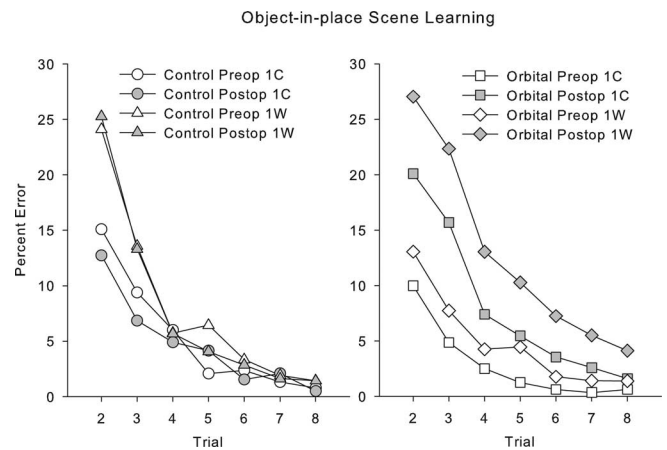 Object-in-place Scene Learning
30
25
20
15
10
5
0
Percent Error
Control Preop 1C
Control Postop 1C
Control Preop 1W
Control Postop 1W
2 3 4 5 6 7 8
Trial
30
25
20
15
10
5
0
Orbital Preop 1C
Orbital Postop 1C
Orbital Preop 1W
Orbital Postop 1W
2 3 4 5 6 7 8
Trial